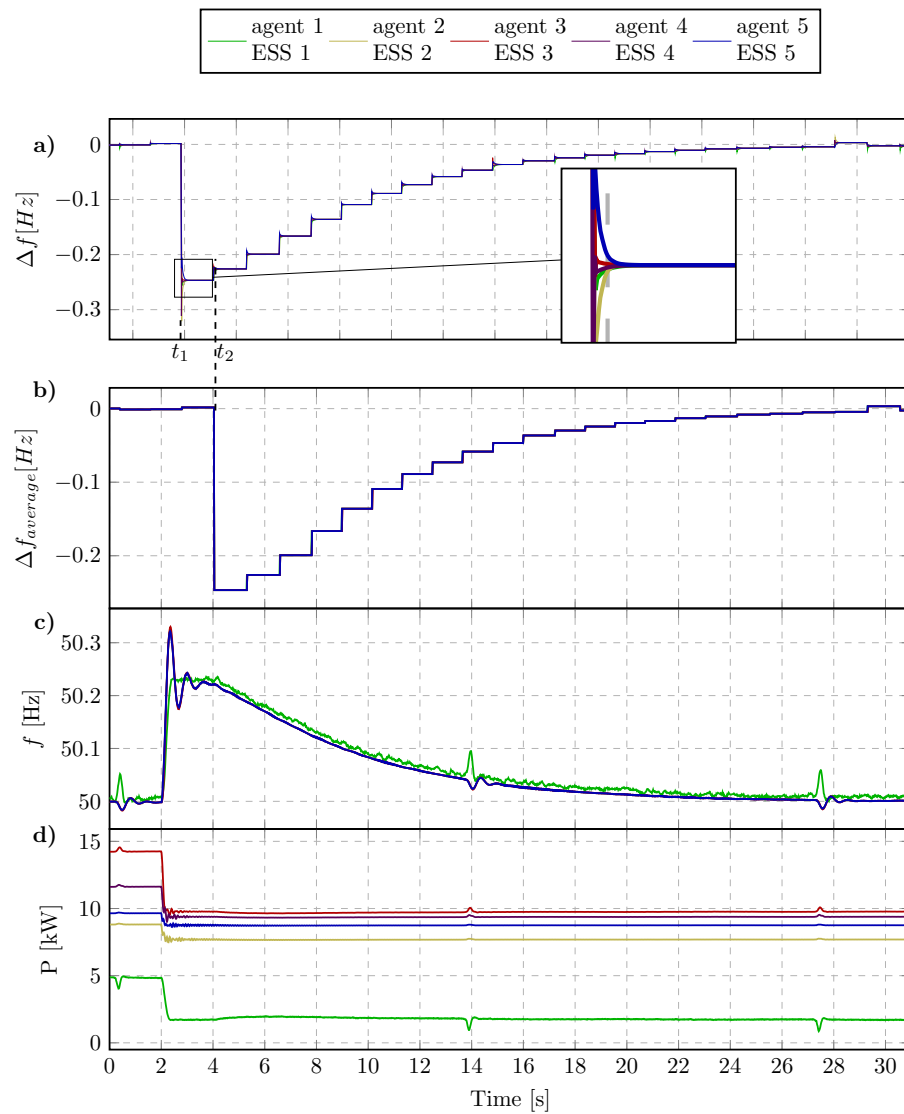 agent 1 agent 2 agent 3 agent 4 agent 5
ESS 1 ESS 2 ESS 3 ESS 4 ESS 5
a)
Δf[Hz]
0
−0.1
−0.2
−0.3
t1 t2
b)
Δfaverage[Hz]
0
−0.1
−0.2
c)
f [Hz]
50.3
50.2
50.1
50
d)
P [kW]
15
10
5
0
0 2 4 6 8 10 12 14 16 18 20 22 24 26 28 30
Time [s]